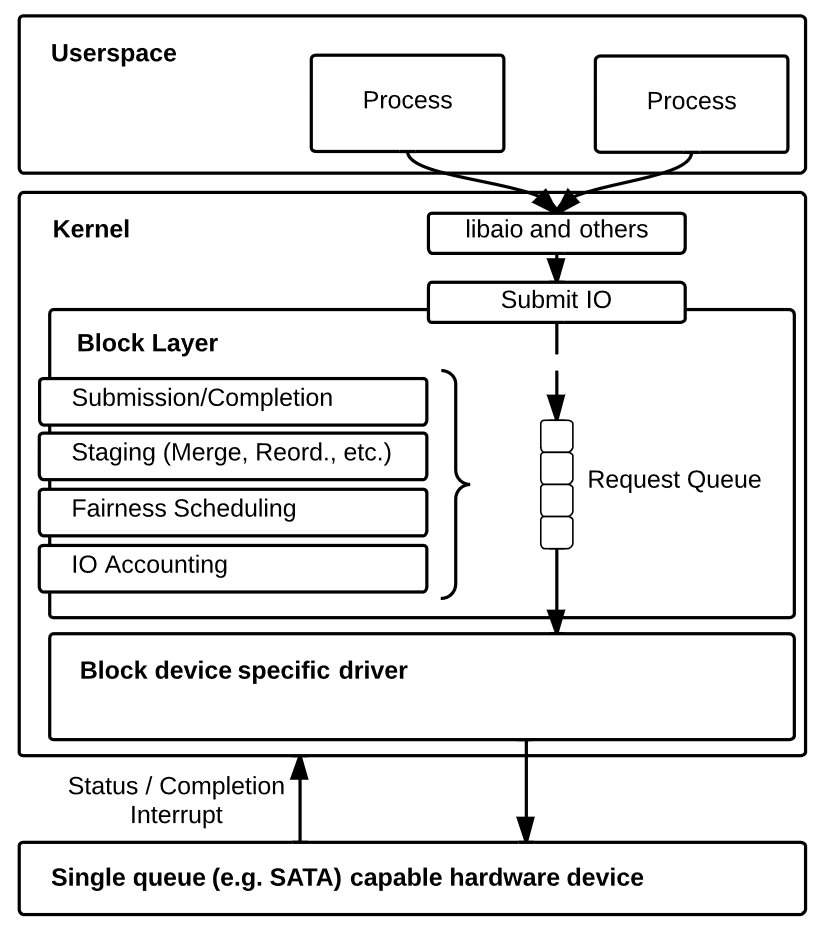 Userspace
Process
Process
Kernel
libaio and others
Submit IO
Block Layer
Submission/Completion
Staging (Merge, Reord., etc.)
Fairness Scheduling
IO Accounting
Request Queue
Block device specific driver
Status / Completion
Interrupt
Single queue (e.g. SATA) capable hardware device